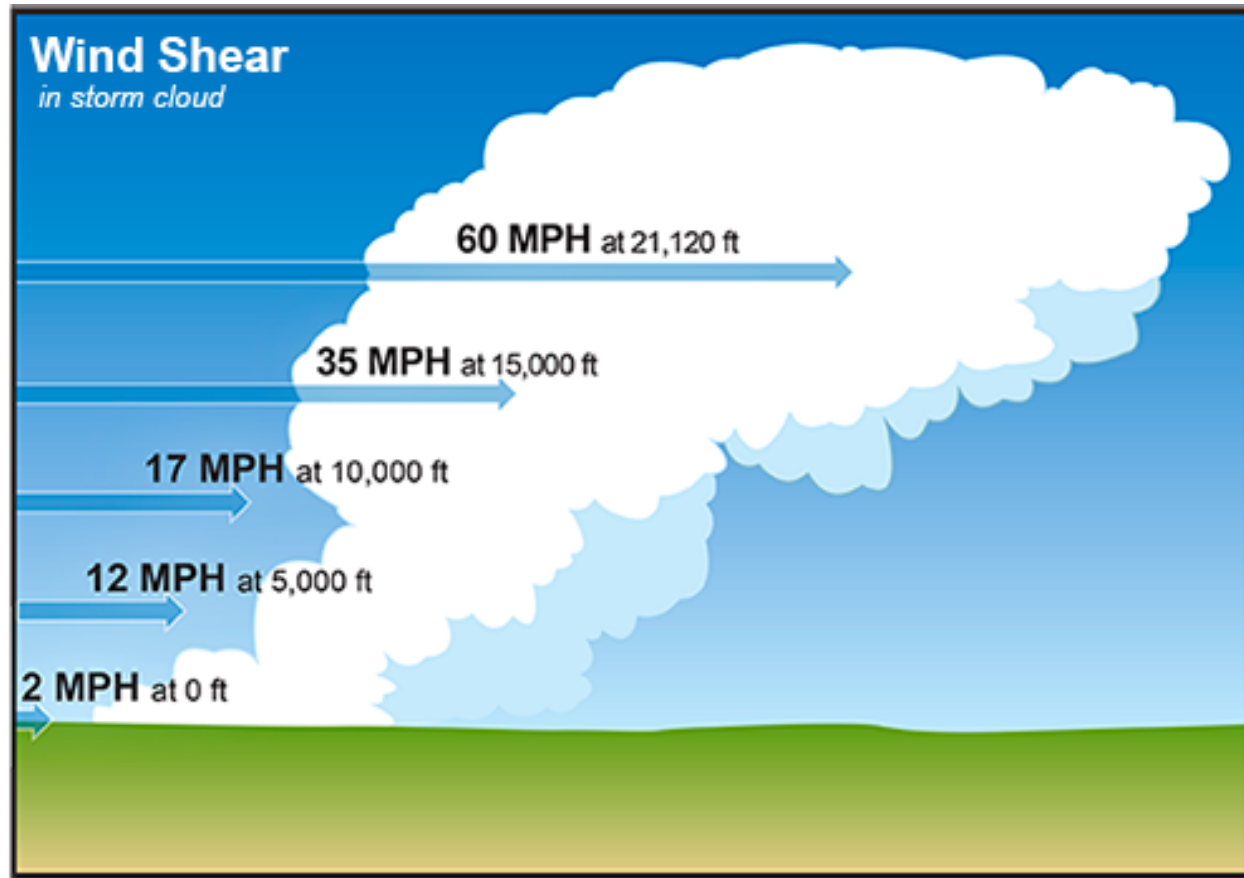 Wind Shear
in storm cloud
60 MPH at 21,120 ft
35 MPH at 15,000 ft
17 MPH at 10,000 ft
12 MPH at 5,000 ft
2 MPH at 0 ft